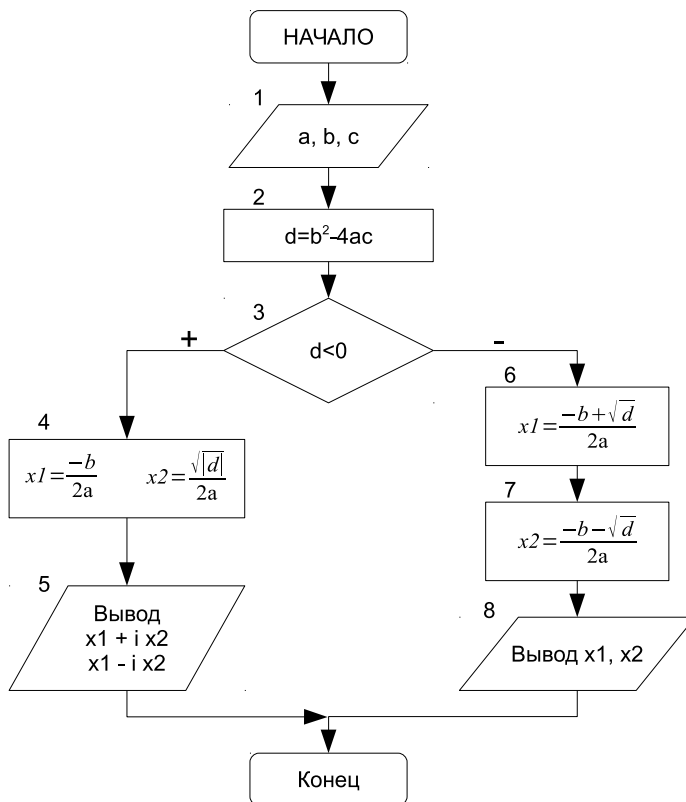 НАЧАЛО
1
a, b, c
2
d=b²-4ac
3
d<0
+
-
4
x1=-b/2a
x2=√|d|/2a
5
Вывод
x1 + i x2
x1 - i x2
6
x1=-b+√d/2a
7
x2=-b-√d/2a
8
Вывод x1, x2
Конец